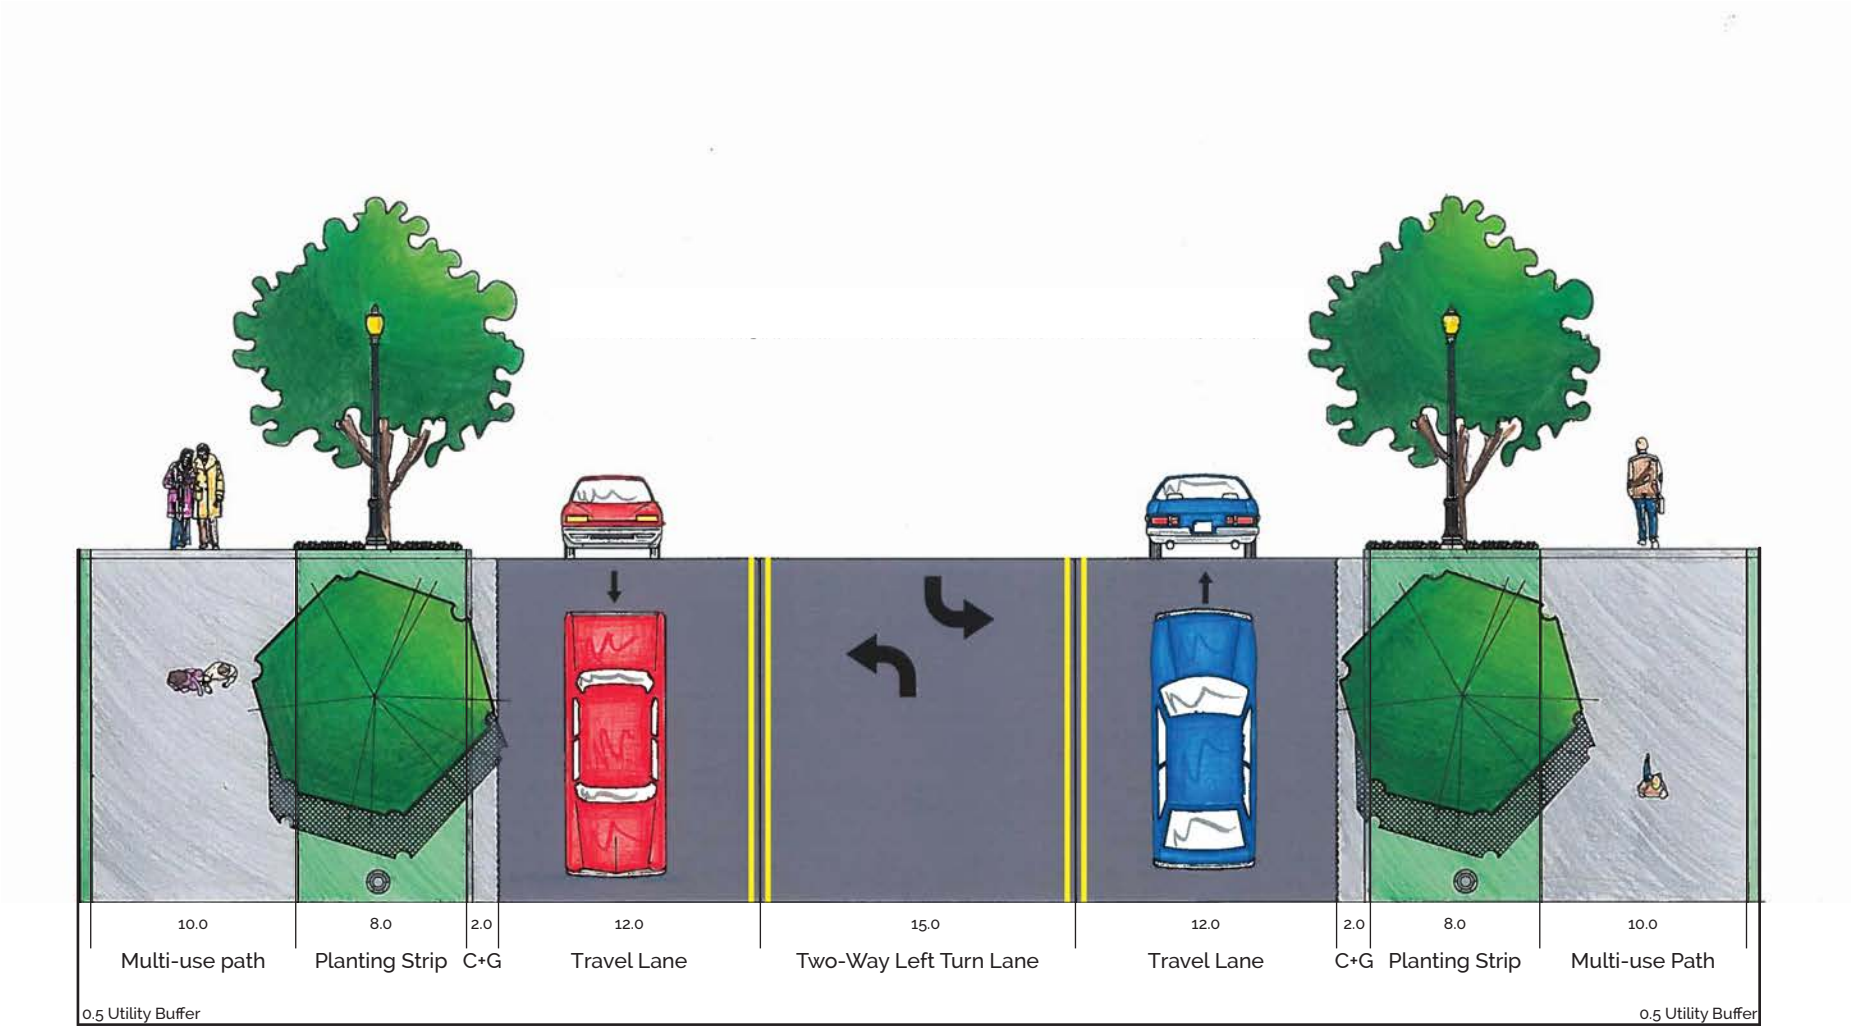 10.0 8.0 2.0 12.0 15.0 12.0 2.0 8.0 10.0
Multi-use path Planting Strip C+G Travel Lane Two-Way Left Turn Lane Travel Lane C+G Planting Strip Multi-use Path
0.5 Utility Buffer 0.5 Utility Buffer